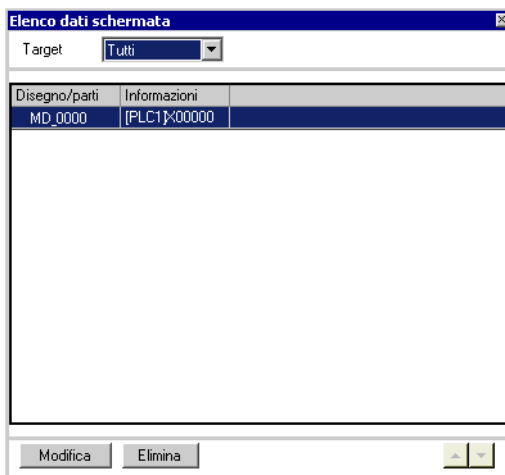 Elenco dati schermata
Target Tutti
Disegno/parti Informazioni
MD_0000 [PLC1]X00000
Modifica Elimina